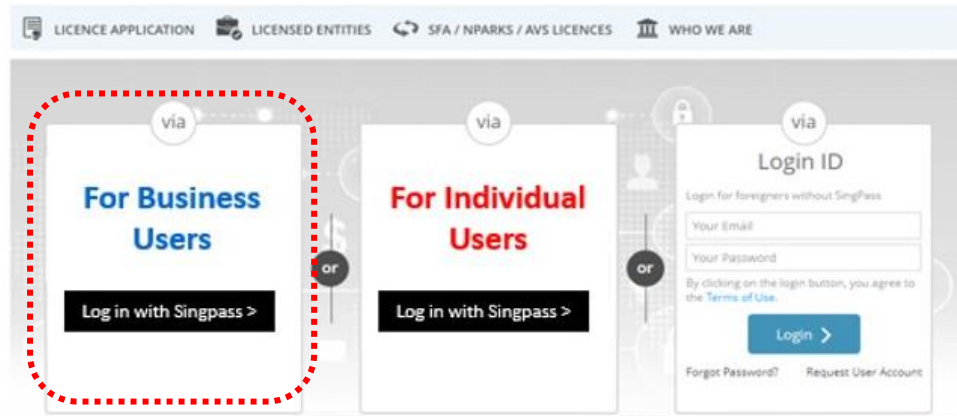 LICENCE APPLICATION LICENSED ENTITIES SFA / NPARKS / AVS LICENCES WHO WE ARE
via
For Business
Users
Log in with Singpass >
or
via
For Individual
Users
Log in with Singpass >
or
via
Login ID
Login for foreigners without SingPass
Your Email
Your Password
By clicking on the login button, you agree to
the Terms of Use.
Login >
Forgot Password? Request User Account